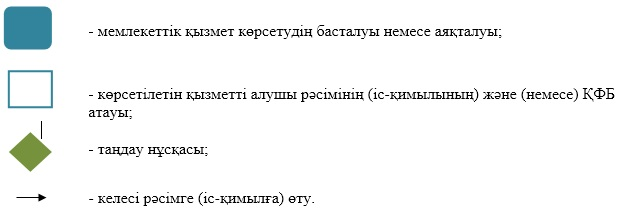 - мемлекеттік қызмет көрсетудің басталуы немесе аяқталуы;
- көрсетілетін қызметті алушы рәсімінің (іс-қимылының) және (немесе) ҚФБ
атауы;
- таңдау нұсқасы;
- келесі рәсімге (іс-қимылға) өту.